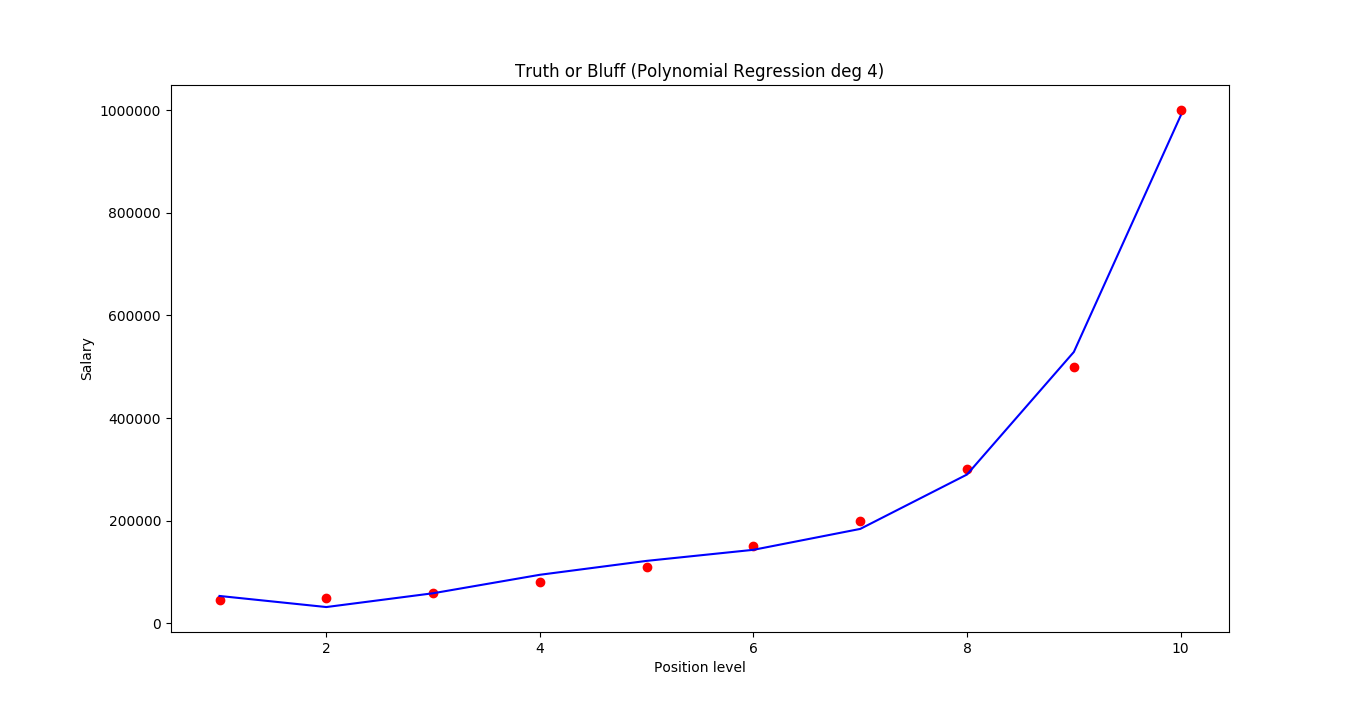 Truth or Bluff (Polynomial Regression deg 4)
1000000
800000
600000
400000
200000
0
Salary
2 4 6 8 10
Position level